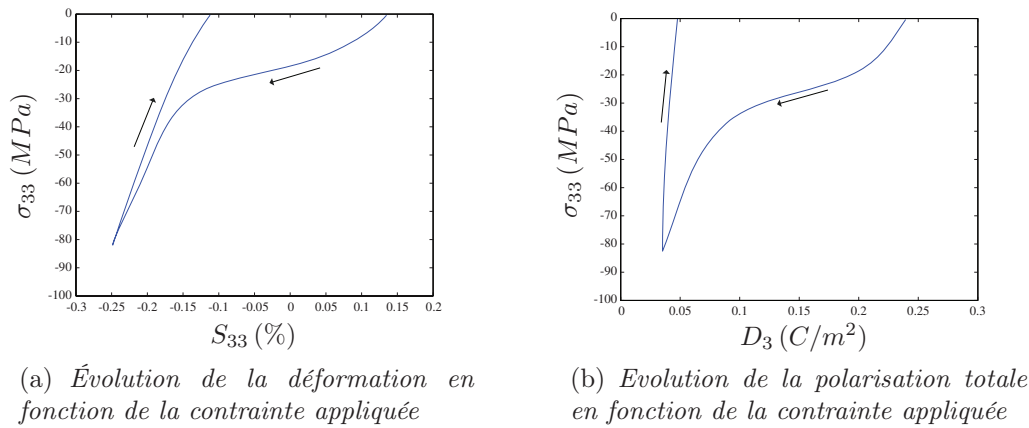 0
-10
-20
-30
-40
-50
-60
-70
-80
-90
-100
σ33 (MPa)
-0.3 -0.25 -0.2 -0.15 -0.1 -0.05 0 0.05 0.1 0.15 0.2
S33 (%)
(a) Évolution de la déformation en
fonction de la contrainte appliquée
0
-10
-20
-30
-40
-50
-60
-70
-80
-90
-100
σ33 (MPa)
0 0.05 0.1 0.15 0.2 0.25 0.3
D3 (C/m²)
(b) Evolution de la polarisation totale
en fonction de la contrainte appliquée